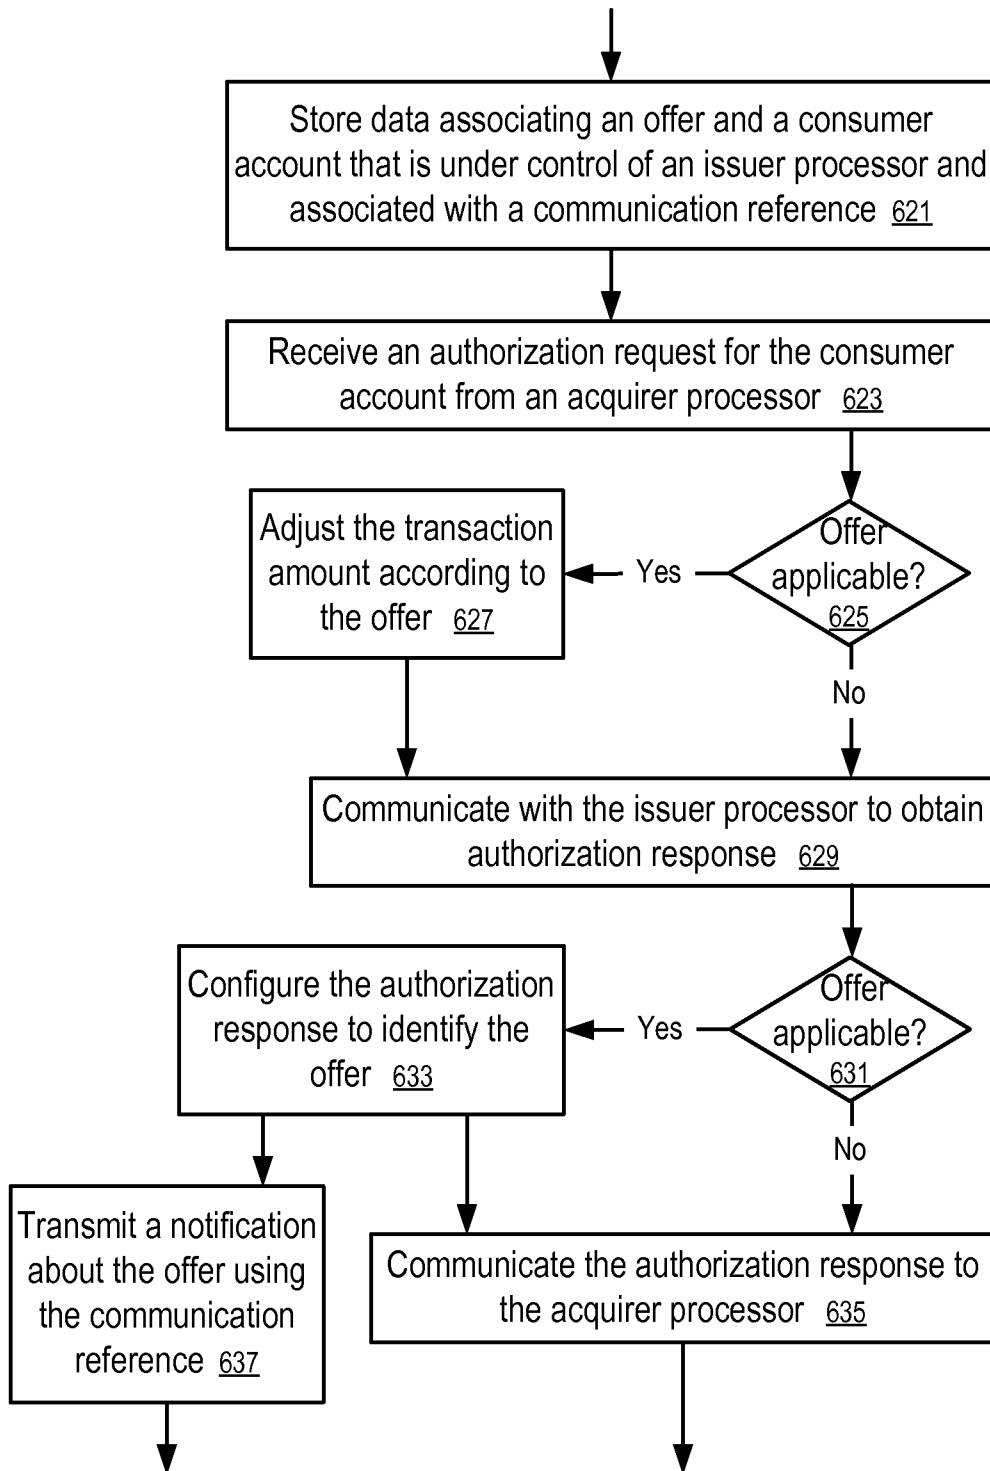 Store data associating an offer and a consumer
account that is under control of an issuer processor and
associated with a communication reference 621
Receive an authorization request for the consumer
account from an acquirer processor 623
Offer
applicable?
625
Yes
Adjust the transaction
amount according to
the offer 627
No
Communicate with the issuer processor to obtain
authorization response 629
Offer
applicable?
631
Yes
Configure the authorization
response to identify the
offer 633
No
Transmit a notification
about the offer using
the communication
reference 637
Communicate the authorization response to
the acquirer processor 635